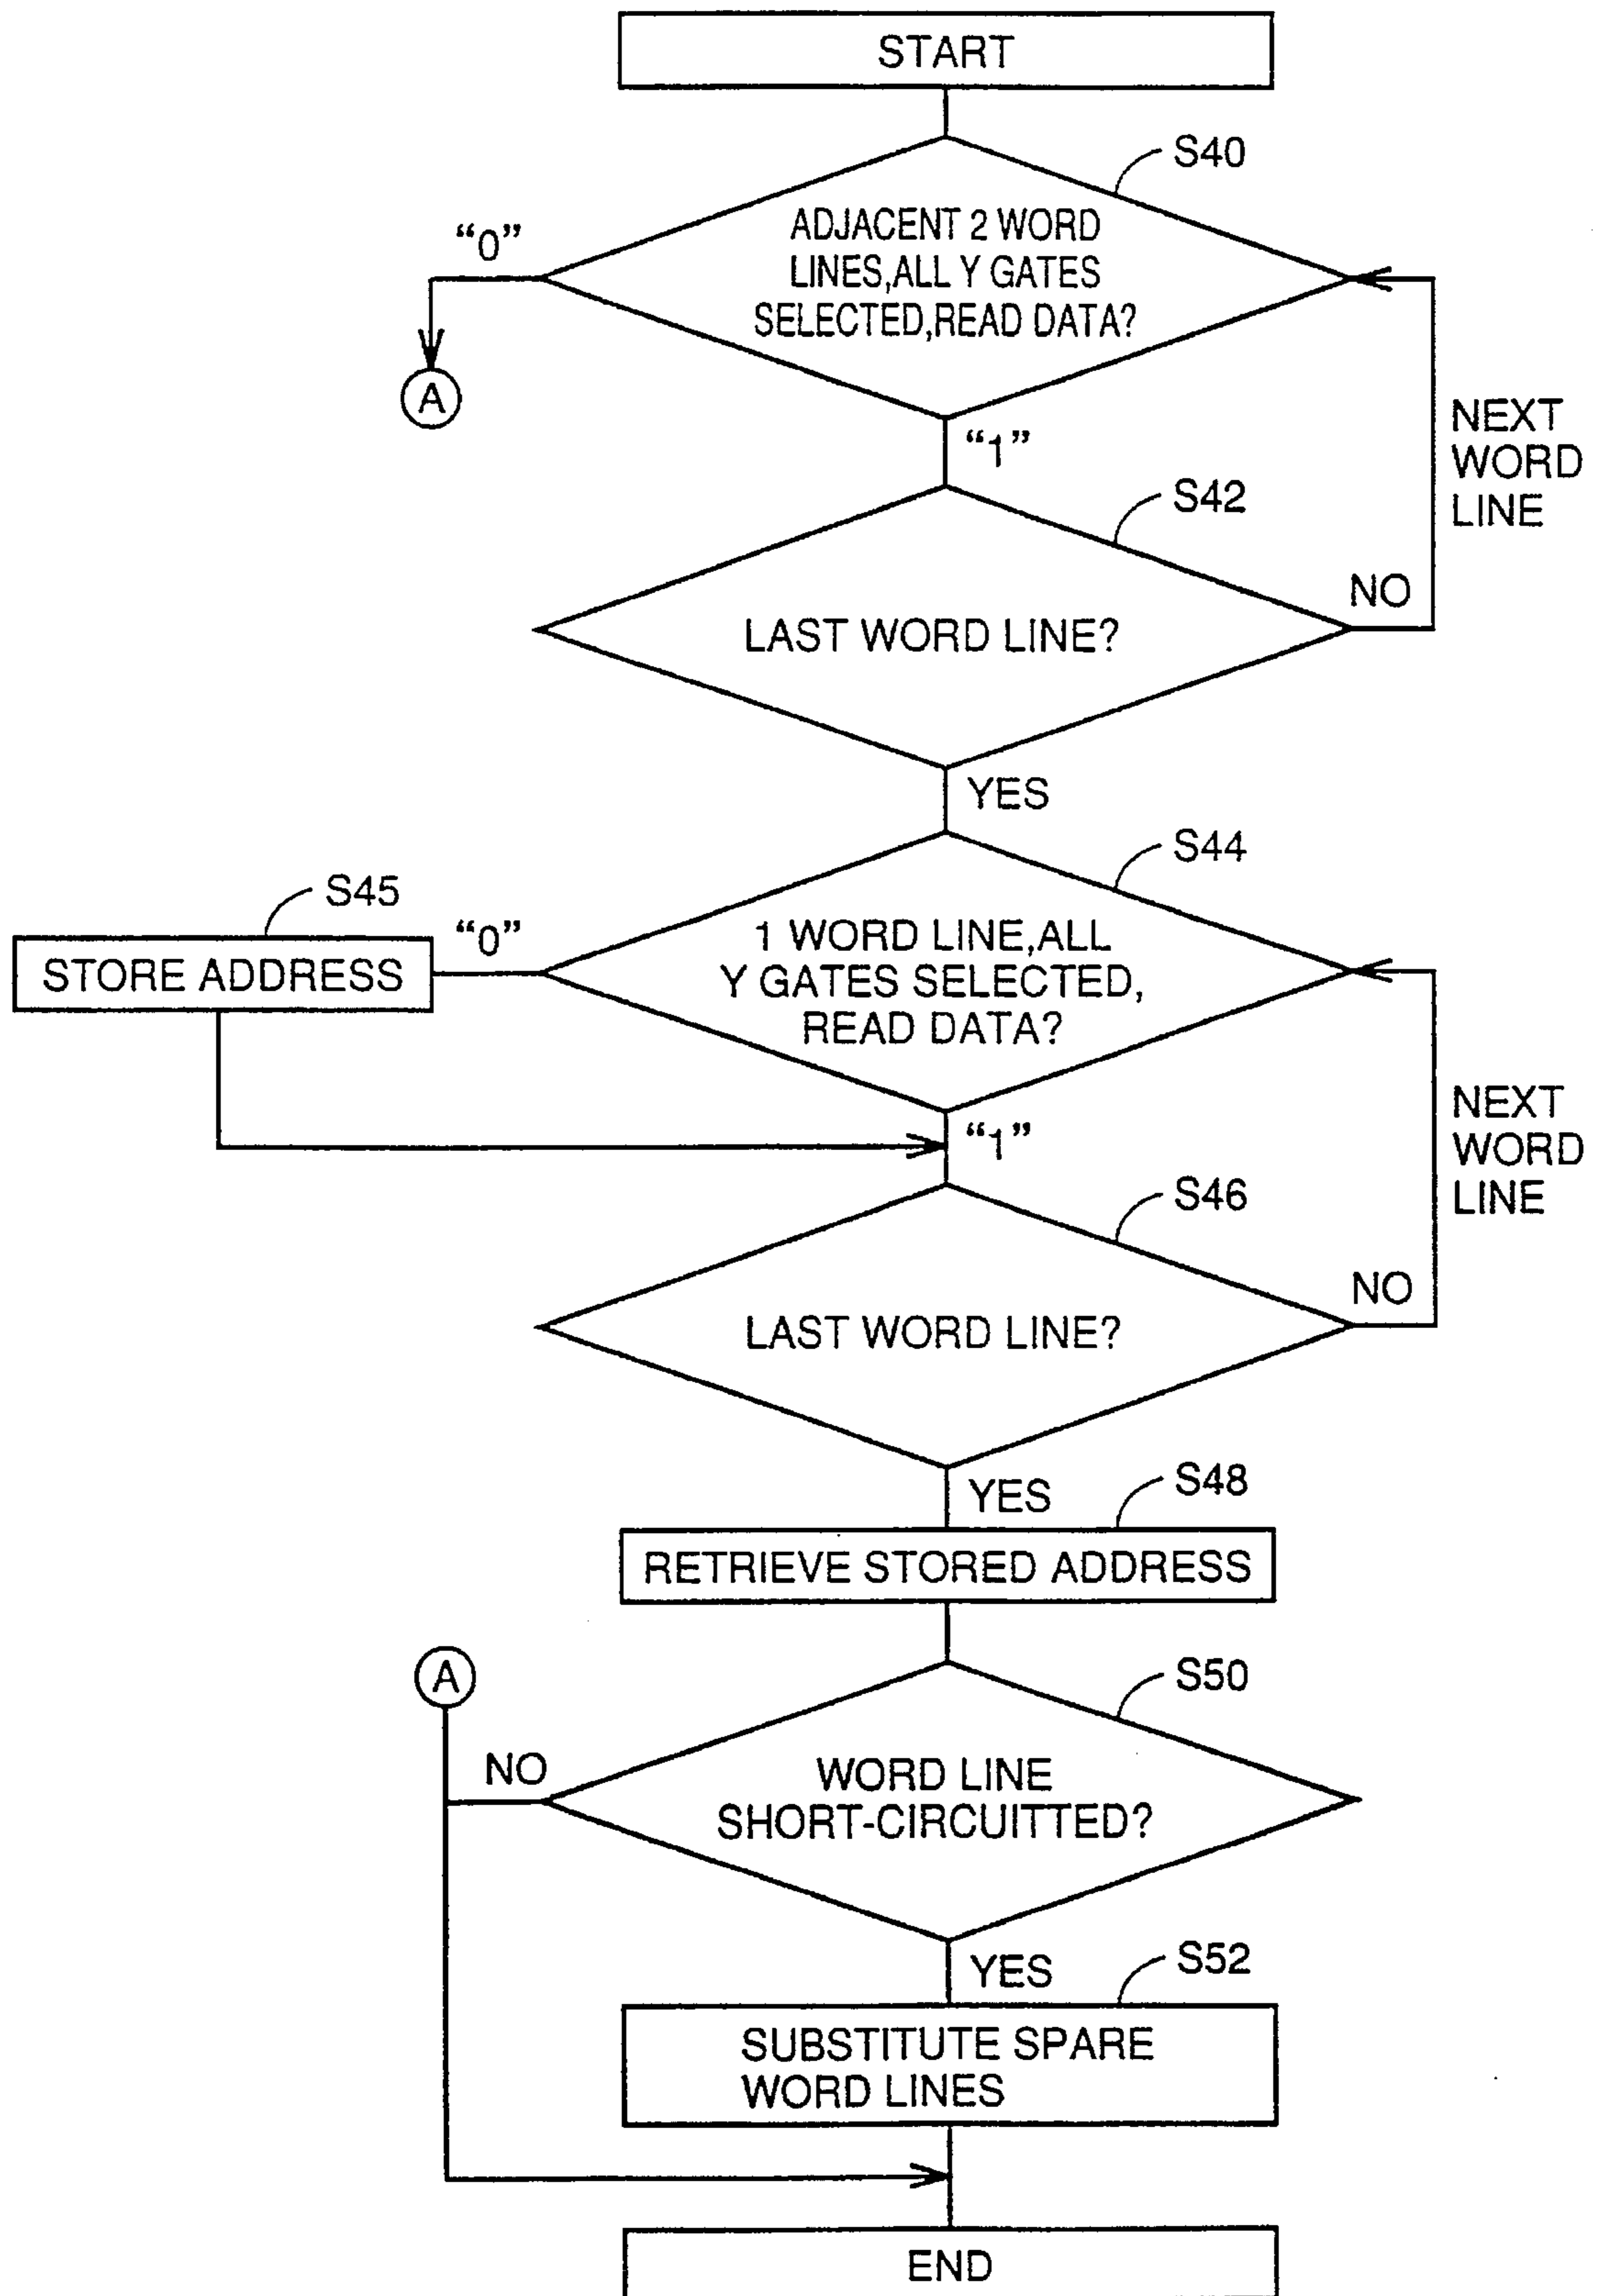 START
S40
“0”
ADJACENT 2 WORD
LINES,ALL Y GATES
SELECTED,READ DATA?
A
“1”
NEXT
WORD
LINE
S42
NO
LAST WORD LINE?
YES
S44
S45
“0”
STORE ADDRESS
1 WORD LINE,ALL
Y GATES SELECTED,
READ DATA?
“1”
NEXT
WORD
LINE
S46
NO
LAST WORD LINE?
YES
S48
RETRIEVE STORED ADDRESS
A
S50
NO
WORD LINE
SHORT-CIRCUITTED?
YES
S52
SUBSTITUTE SPARE
WORD LINES
END